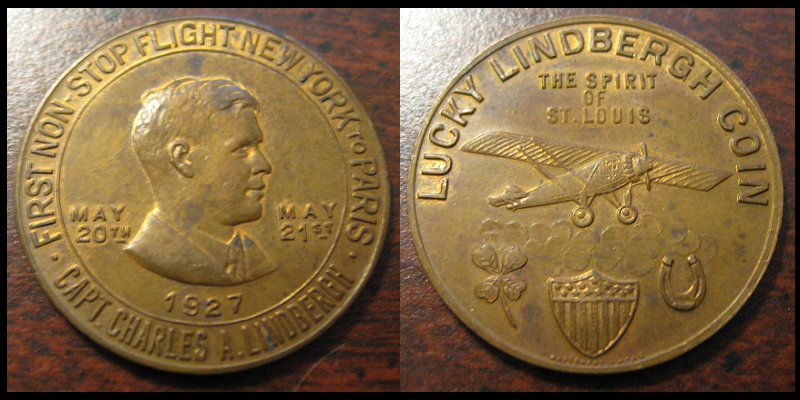 FIRST NON-STOP FLIGHT·NEW YORK TO PARIS·
MAY 20TH
MAY 21ST
1927
CAPT. CHARLES A. LINDBERGH
LUCKY LINDBERGH COIN
THE SPIRIT
OF
ST. LOUIS